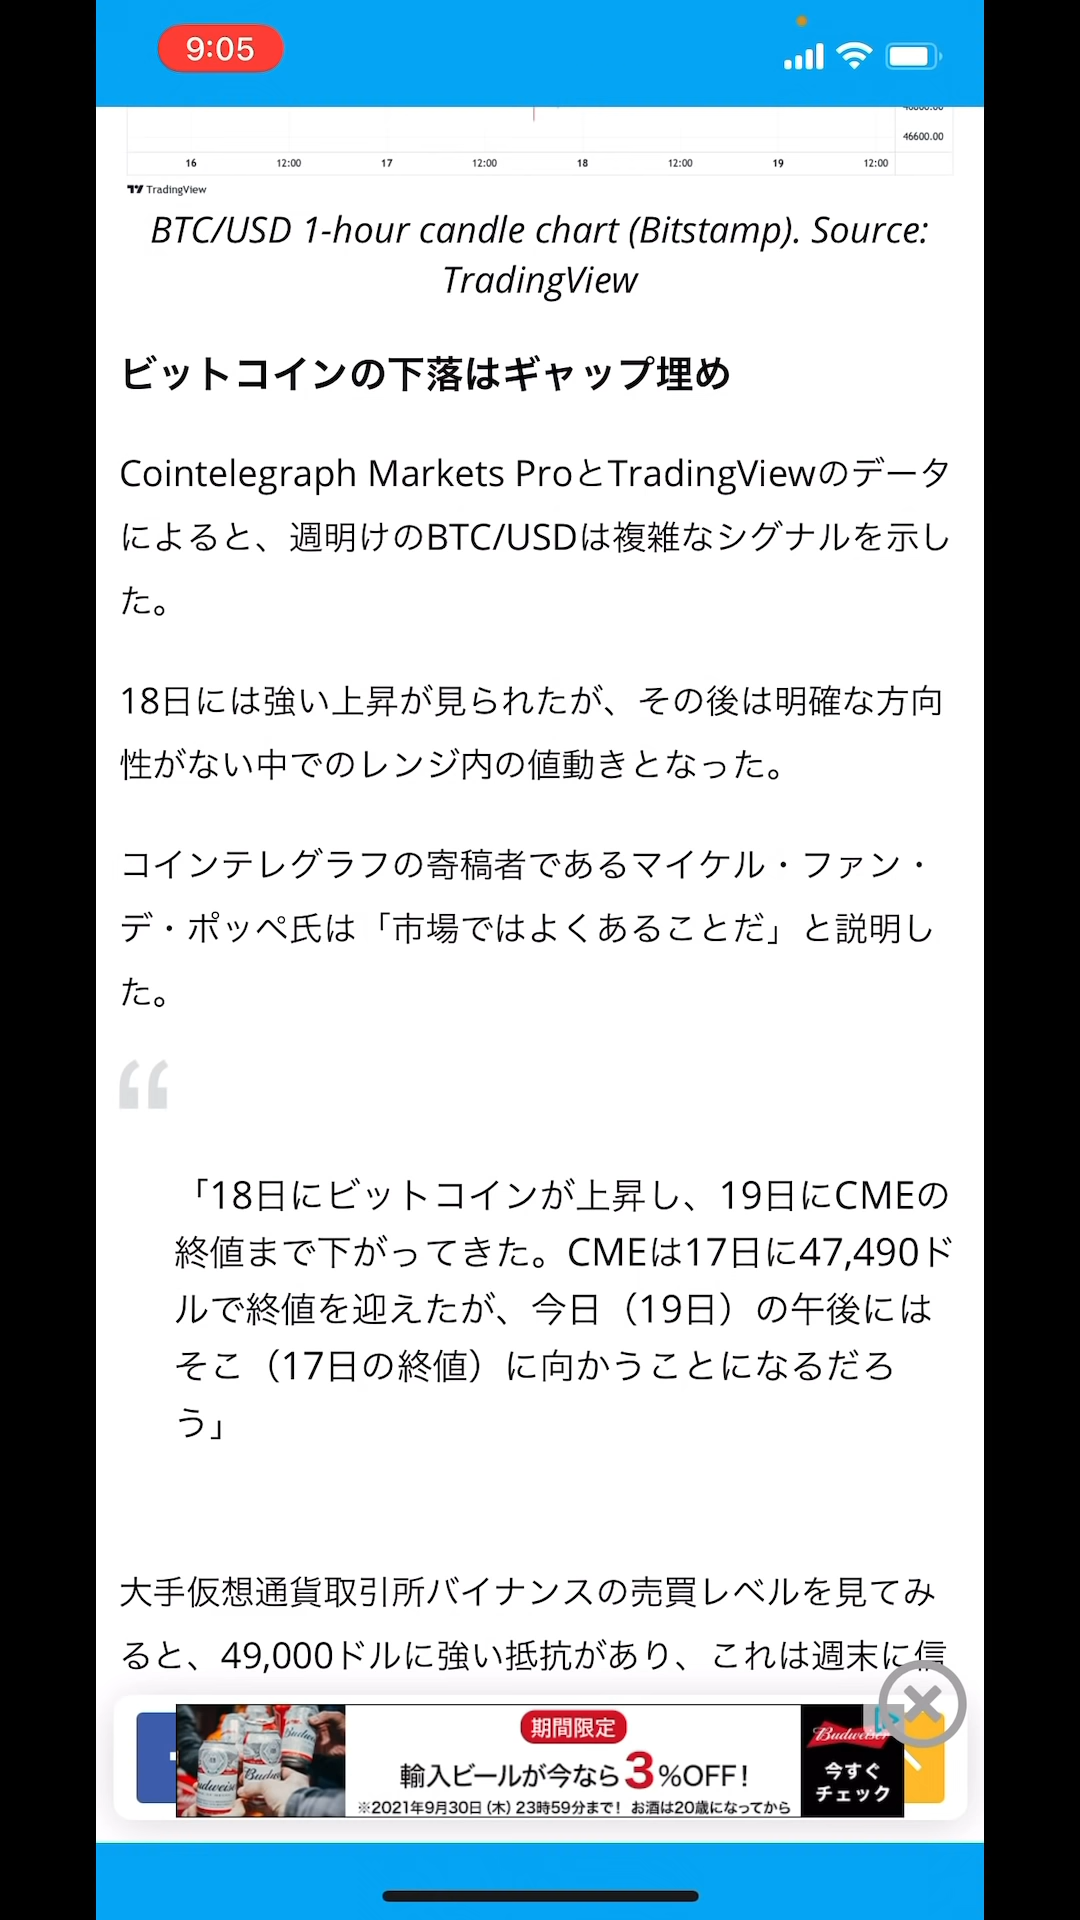 9:05
46600.00
16 12:00 17 12:00 18 12:00 19 12:00
TradingView
BTC/USD 1-hour candle chart (Bitstamp). Source:
TradingView
ビットコインの下落はギャップ埋め
Cointelegraph Markets ProとTradingViewのデータ
によると、週明けのBTC/USDは複雑なシグナルを示し
た。
18日には強い上昇が見られたが、その後は明確な方向
性がない中でのレンジ内の値動きとなった。
コインテレグラフの寄稿者であるマイケル・ファン・
デ・ポッペ氏は「市場ではよくあることだ」と説明し
た。
“
「18日にビットコインが上昇し、19日にCMEの
終値まで下がってきた。CMEは17日に47,490ド
ルで終値を迎えたが、今日（19日）の午後には
そこ（17日の終値）に向かうことになるだろ
う」
大手仮想通貨取引所バイナンスの売買レベルを見てみ
ると、49,000ドルに強い抵抗があり、これは週末に信
期間限定
輸入ビールが今なら3%OFF!
※2021年9月30日(木)23時59分まで! お酒は20歳になってから
Budweiser
今すぐ
チェック